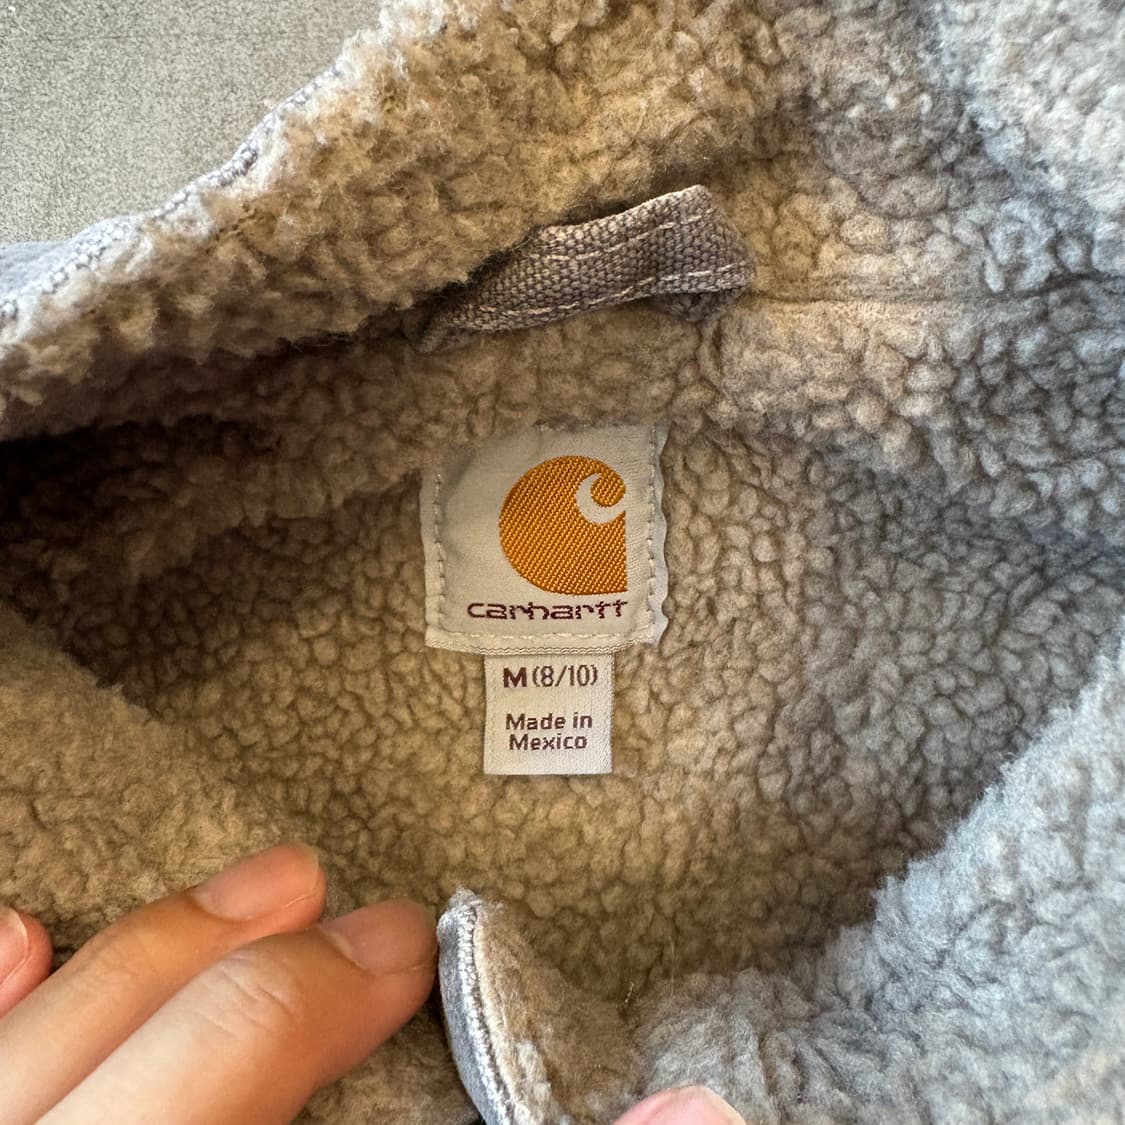 carhartt
M (8/10)
Made in
Mexico